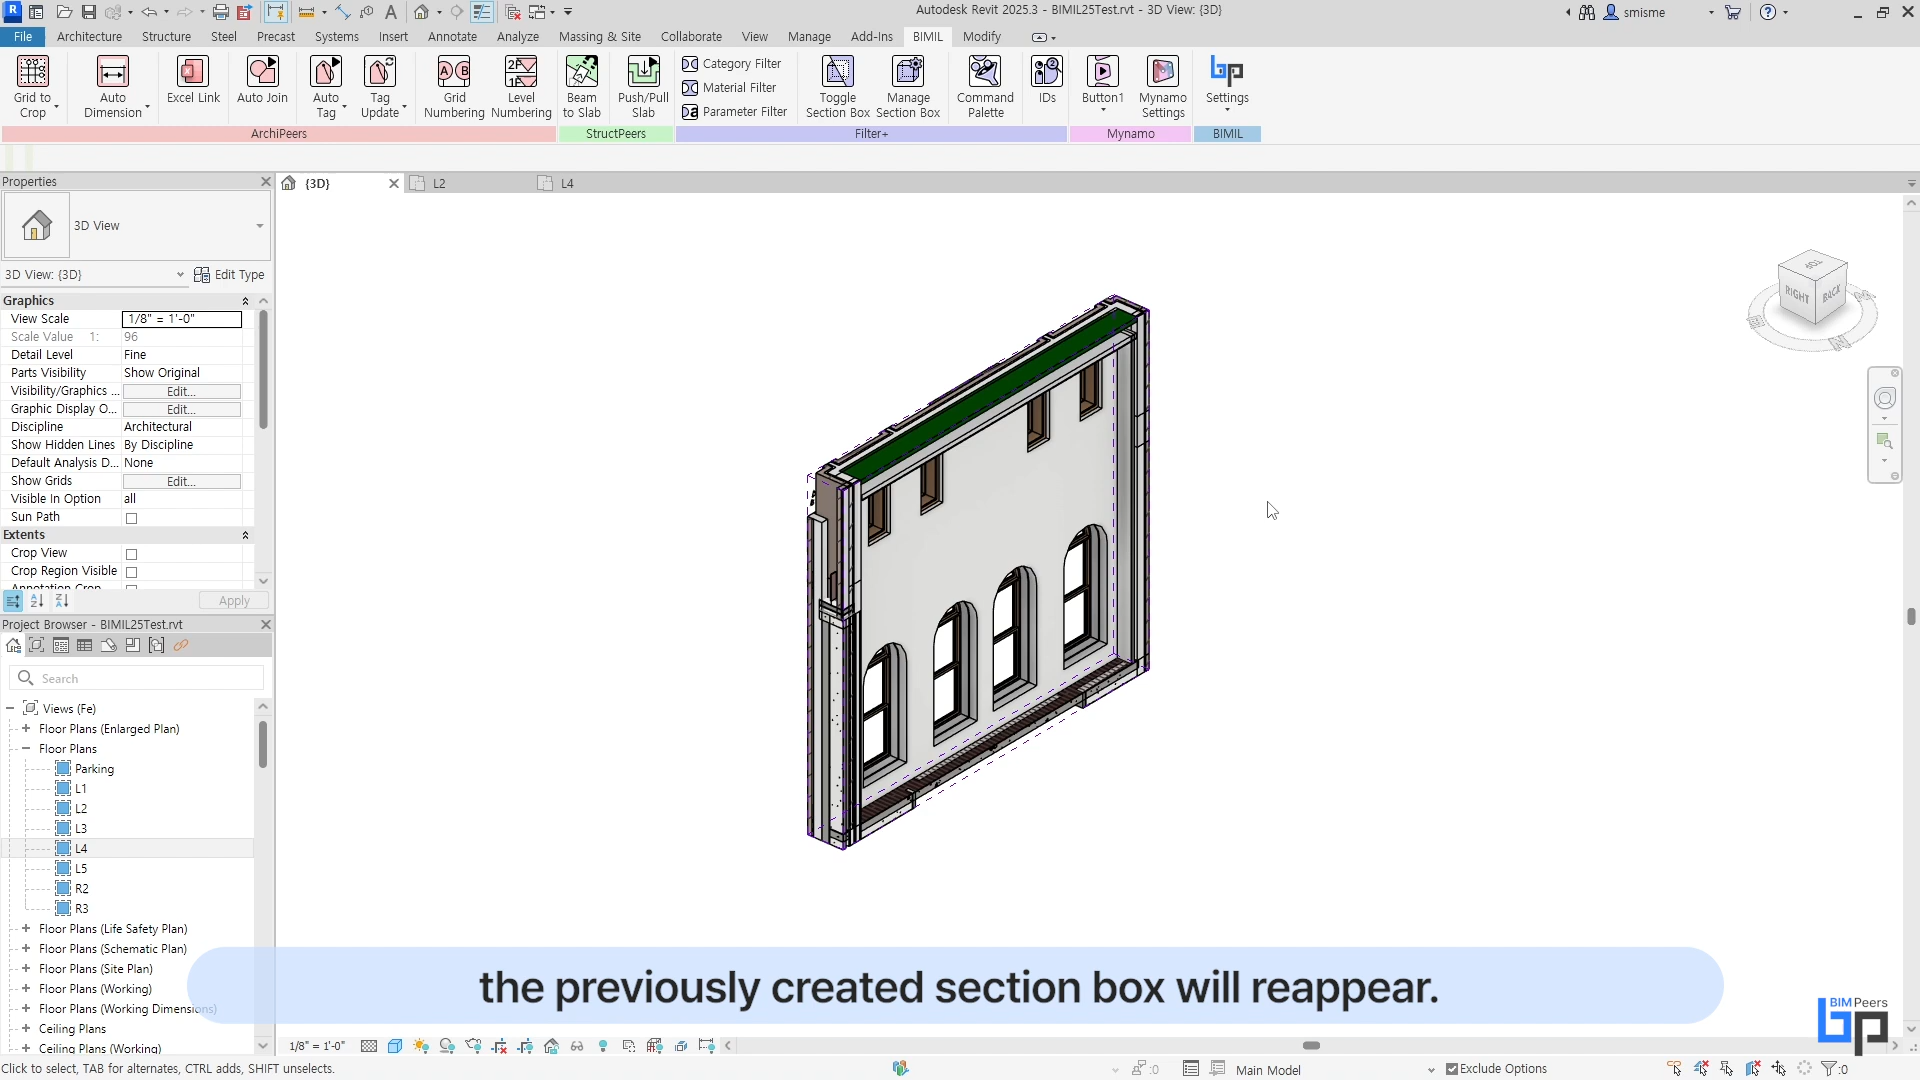 Autodesk Revit 2025.3 - BIMIL25Test.rvt - 3D View: {3D}
smisme
File
Architecture
Structure
Steel
Precast
Systems
Insert
Annotate
Analyze
Massing & Site
Collaborate
View
Manage
Add-Ins
BIMIL
Modify
Grid to
Crop
Auto
Dimension
Excel Link
Auto Join
Auto
Tag
Tag
Update
Grid
Numbering
Level
Numbering
Beam
to Slab
Push/Pull
Slab
Category Filter
Material Filter
Parameter Filter
Toggle
Section Box
Manage
Section Box
Command
Palette
IDs
Button1
Mynamo
Settings
Settings
ArchiPeers
StructPeers
Filter+
Mynamo
BIMIL
Properties
{3D}
L2
L4
3D View
3D View: {3D}
Edit Type
Graphics
View Scale
1/8" = 1'-0"
Scale Value 1:
96
Detail Level
Fine
Parts Visibility
Show Original
Visibility/Graphics ...
Edit...
Graphic Display O...
Edit...
Discipline
Architectural
Show Hidden Lines
By Discipline
Default Analysis D...
None
Show Grids
Edit...
Visible In Option
all
Sun Path
Extents
Crop View
Crop Region Visible
Annotation Crop
Apply
TOP
RIGHT
BACK
Project Browser - BIMIL25Test.rvt
Search
Views (Fe)
Floor Plans (Enlarged Plan)
Floor Plans
Parking
L1
L2
L3
L4
L5
R2
R3
Floor Plans (Life Safety Plan)
Floor Plans (Schematic Plan)
Floor Plans (Site Plan)
Floor Plans (Working)
Floor Plans (Working Dimensions)
Ceiling Plans
Ceiling Plans (Working)
the previously created section box will reappear.
BIM Peers
bp
1/8" = 1'-0"
Click to select, TAB for alternates, CTRL adds, SHIFT unselects.
:0
Main Model
Exclude Options
:0